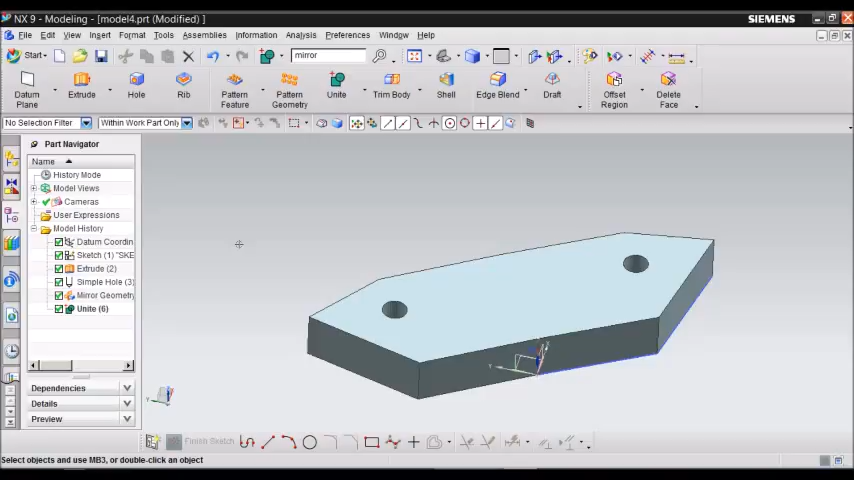 NX 9 - Modeling - [model4.prt (Modified) ]
SIEMENS
File Edit View Insert Format Tools Assemblies Information Analysis Preferences Window Help
Start mirror
Datum Plane
Extrude
Hole
Rib
Pattern Feature
Pattern Geometry
Unite
Trim Body
Shell
Edge Blend
Draft
Offset Region
Delete Face
No Selection Filter Within Work Part Only
Part Navigator
Name
History Mode
Model Views
Cameras
User Expressions
Model History
Datum Coordin
Sketch (1) "SKE
Extrude (2)
Simple Hole (3)
Mirror Geometry
Unite (6)
Dependencies
Details
Preview
Finish Sketch
Select objects and use MB3, or double-click an object